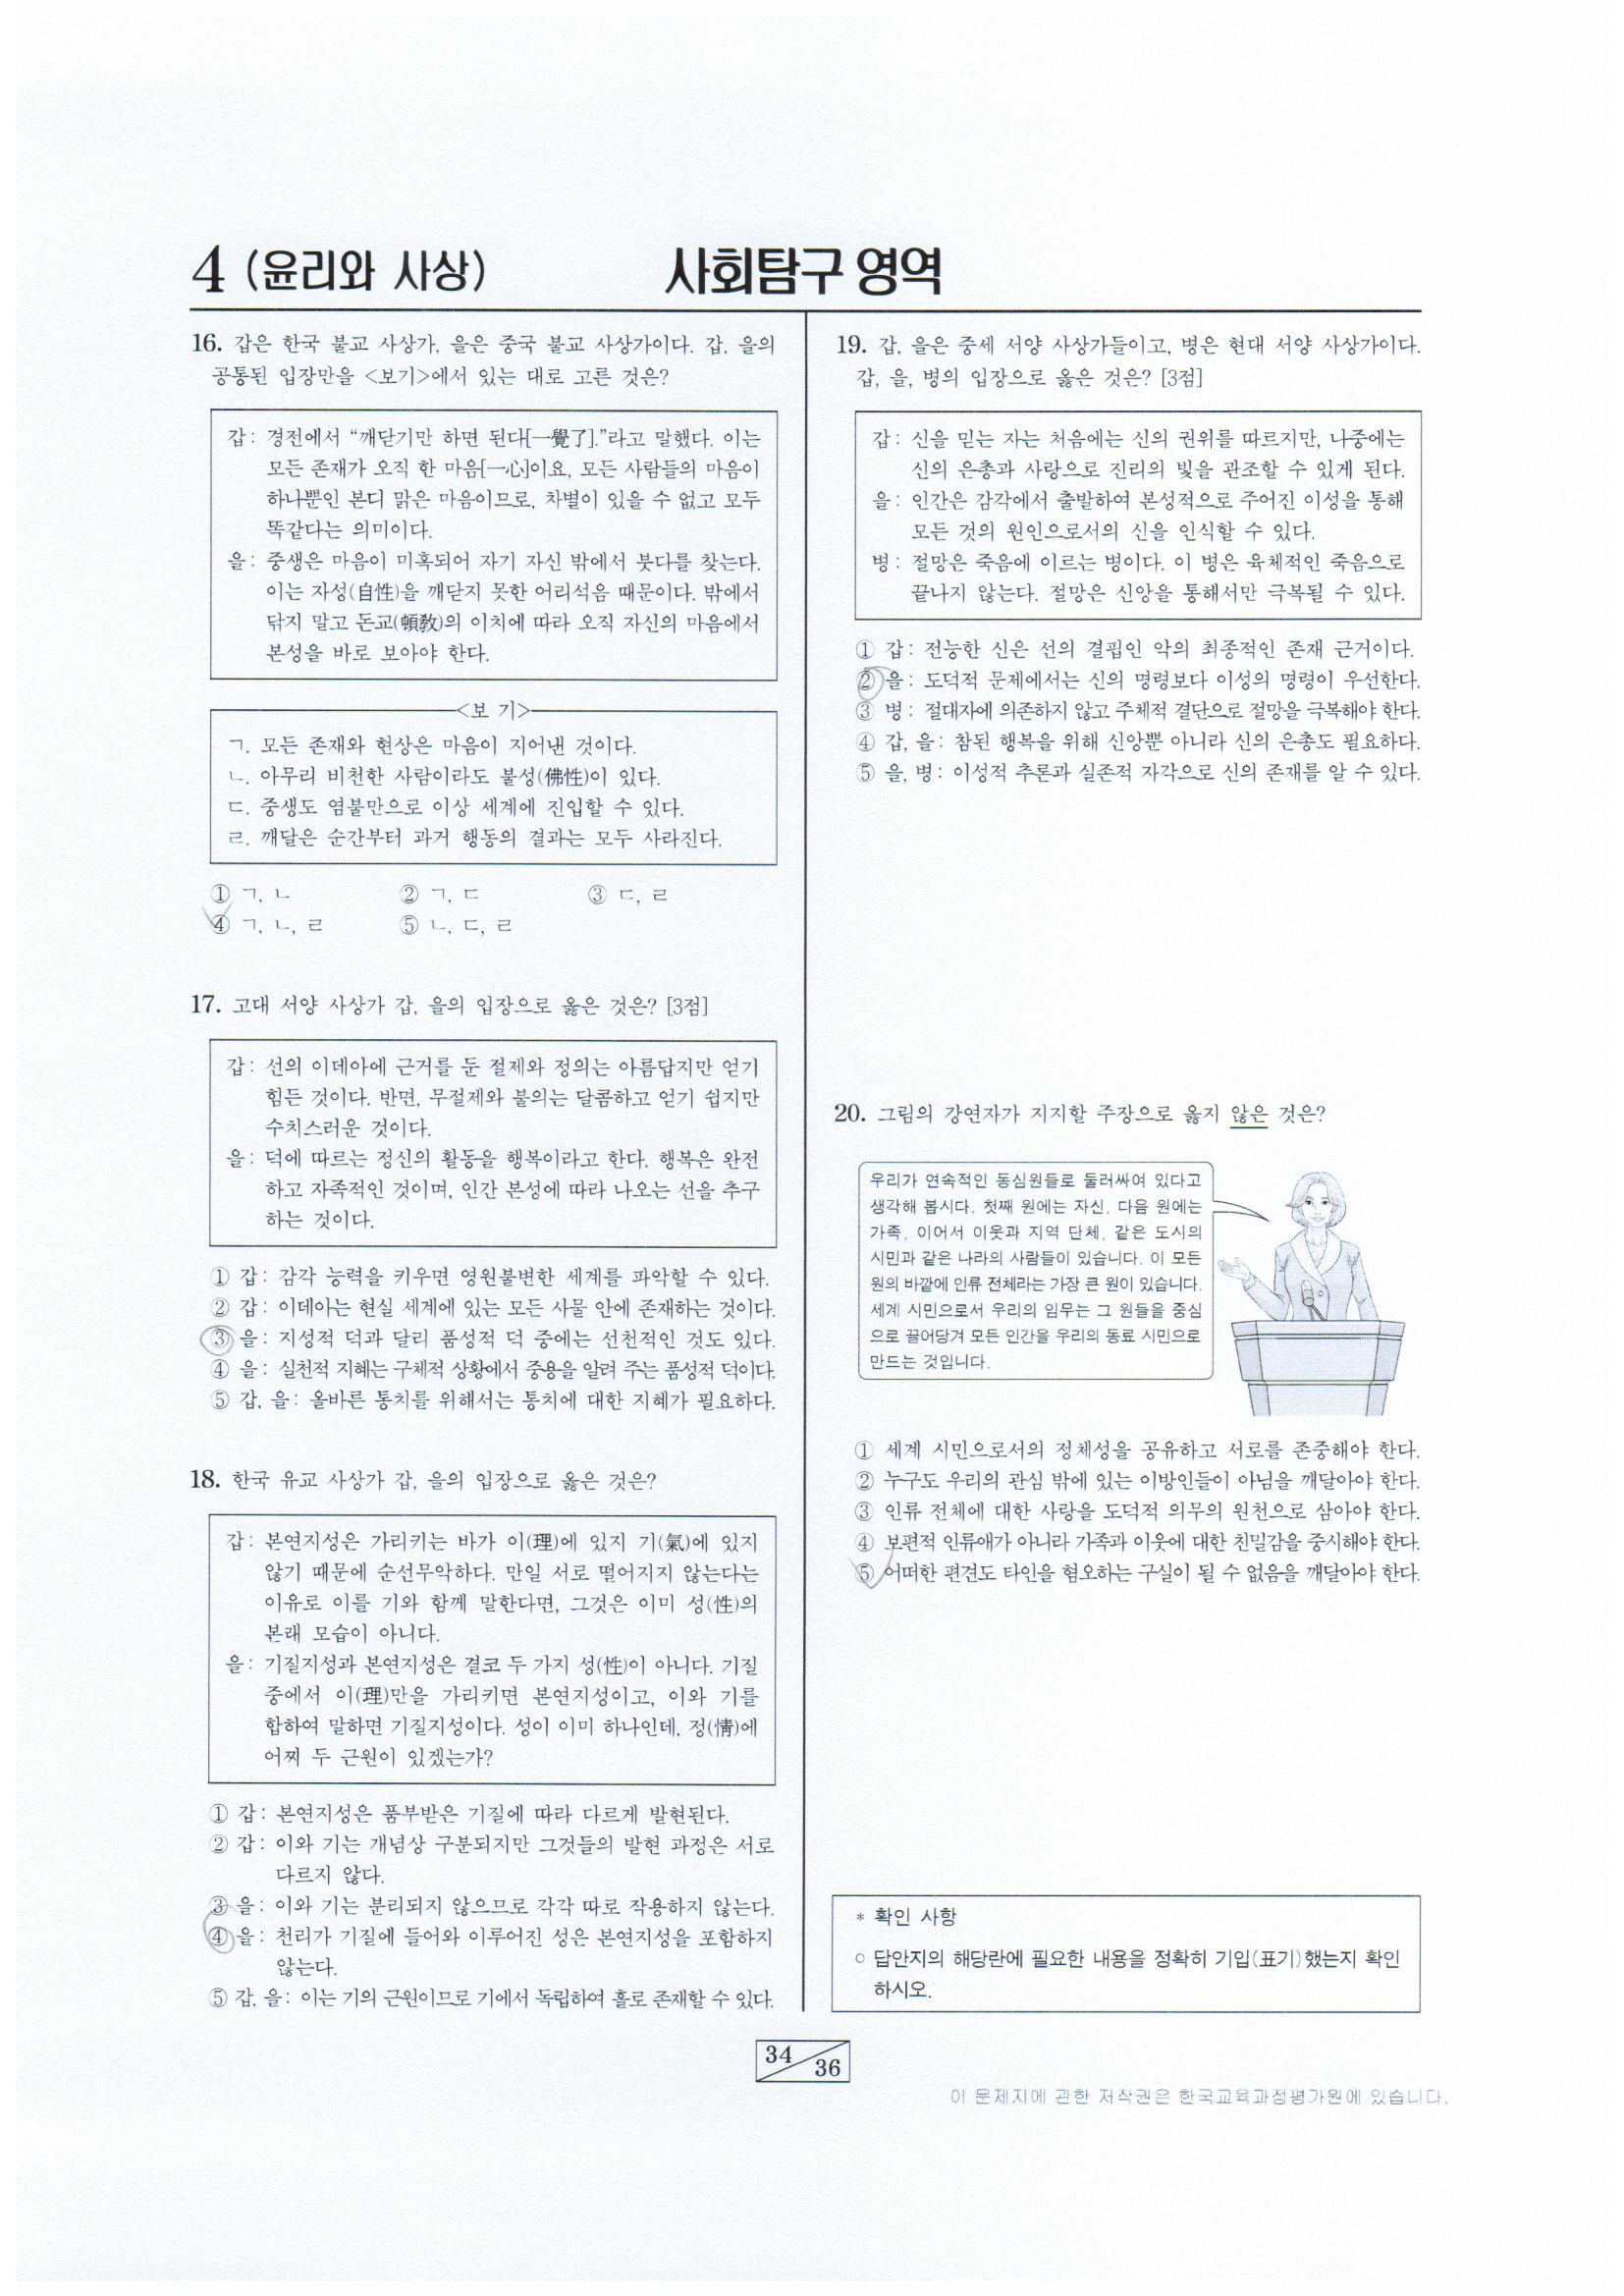 4 (윤리와 사상)
사회탐구 영역
16. 갑은 한국 불교 사상가, 을은 중국 불교 사상가이다. 갑, 을의
공통된 입장만을 <보기>에서 있는 대로 고른 것은?
갑: 경전에서 “깨닫기만 하면 된다[一覺了].”라고 말했다. 이는
모든 존재가 오직 한 마음[一心]이요, 모든 사람들의 마음이
하나뿐인 본디 맑은 마음이므로, 차별이 있을 수 없고 모두
똑같다는 의미이다.
을: 중생은 마음이 미혹되어 자기 자신 밖에서 붓다를 찾는다.
이는 자성(自性)을 깨닫지 못한 어리석음 때문이다. 밖에서
닦지 말고 돈교(頓敎)의 이치에 따라 오직 자신의 마음에서
본성을 바로 보아야 한다.
<보 기>
ㄱ. 모든 존재와 현상은 마음이 지어낸 것이다.
ㄴ. 아무리 비천한 사람이라도 불성(佛性)이 있다.
ㄷ. 중생도 염불만으로 이상 세계에 진입할 수 있다.
ㄹ. 깨달은 순간부터 과거 행동의 결과는 모두 사라진다.
① ㄱ, ㄴ ② ㄱ, ㄷ ③ ㄷ, ㄹ
④ ㄱ, ㄴ, ㄹ ⑤ ㄴ, ㄷ, ㄹ
17. 고대 서양 사상가 갑, 을의 입장으로 옳은 것은? [3점]
갑: 선의 이데아에 근거를 둔 절제와 정의는 아름답지만 얻기
힘든 것이다. 반면, 무절제와 불의는 달콤하고 얻기 쉽지만
수치스러운 것이다.
을: 덕에 따르는 정신의 활동을 행복이라고 한다. 행복은 완전
하고 자족적인 것이며, 인간 본성에 따라 나오는 선을 추구
하는 것이다.
① 갑: 감각 능력을 키우면 영원불변한 세계를 파악할 수 있다.
② 갑: 이데아는 현실 세계에 있는 모든 사물 안에 존재하는 것이다.
③ 을: 지성적 덕과 달리 품성적 덕 중에는 선천적인 것도 있다.
④ 을: 실천적 지혜는 구체적 상황에서 중용을 알려 주는 품성적 덕이다.
⑤ 갑, 을: 올바른 통치를 위해서는 통치에 대한 지혜가 필요하다.
18. 한국 유교 사상가 갑, 을의 입장으로 옳은 것은?
갑: 본연지성은 가리키는 바가 이(理)에 있지 기(氣)에 있지
않기 때문에 순선무악하다. 만일 서로 떨어지지 않는다는
이유로 이를 기와 함께 말한다면, 그것은 이미 성(性)의
본래 모습이 아니다.
을: 기질지성과 본연지성은 결코 두 가지 성(性)이 아니다. 기질
중에서 이(理)만을 가리키면 본연지성이고, 이와 기를
합하여 말하면 기질지성이다. 성이 이미 하나인데, 정(情)에
어찌 두 근원이 있겠는가?
① 갑: 본연지성은 품부받은 기질에 따라 다르게 발현된다.
② 갑: 이와 기는 개념상 구분되지만 그것들의 발현 과정은 서로
다르지 않다.
③ 을: 이와 기는 분리되지 않으므로 각각 따로 작용하지 않는다.
④ 을: 천리가 기질에 들어와 이루어진 성은 본연지성을 포함하지
않는다.
⑤ 갑, 을: 이는 기의 근원이므로 기에서 독립하여 홀로 존재할 수 있다.
19. 갑, 을은 중세 서양 사상가들이고, 병은 현대 서양 사상가이다.
갑, 을, 병의 입장으로 옳은 것은? [3점]
갑: 신을 믿는 자는 처음에는 신의 권위를 따르지만, 나중에는
신의 은총과 사랑으로 진리의 빛을 관조할 수 있게 된다.
을: 인간은 감각에서 출발하여 본성적으로 주어진 이성을 통해
모든 것의 원인으로서의 신을 인식할 수 있다.
병: 절망은 죽음에 이르는 병이다. 이 병은 육체적인 죽음으로
끝나지 않는다. 절망은 신앙을 통해서만 극복될 수 있다.
① 갑: 전능한 신은 선의 결핍인 악의 최종적인 존재 근거이다.
② 을: 도덕적 문제에서는 신의 명령보다 이성의 명령이 우선한다.
③ 병: 절대자에 의존하지 않고 주체적 결단으로 절망을 극복해야 한다.
④ 갑, 을: 참된 행복을 위해 신앙뿐 아니라 신의 은총도 필요하다.
⑤ 을, 병: 이성적 추론과 실존적 자각으로 신의 존재를 알 수 있다.
20. 그림의 강연자가 지지할 주장으로 옳지 않은 것은?
우리가 연속적인 동심원들로 둘러싸여 있다고
생각해 봅시다. 첫째 원에는 자신, 다음 원에는
가족, 이어서 이웃과 지역 단체, 같은 도시의
시민과 같은 나라의 사람들이 있습니다. 이 모든
원의 바깥에 인류 전체라는 가장 큰 원이 있습니다.
세계 시민으로서 우리의 임무는 그 원들을 중심
으로 끌어당겨 모든 인간을 우리의 동료 시민으로
만드는 것입니다.
① 세계 시민으로서의 정체성을 공유하고 서로를 존중해야 한다.
② 누구도 우리의 관심 밖에 있는 이방인들이 아님을 깨달아야 한다.
③ 인류 전체에 대한 사랑을 도덕적 의무의 원천으로 삼아야 한다.
④ 보편적 인류애가 아니라 가족과 이웃에 대한 친밀감을 중시해야 한다.
⑤ 어떠한 편견도 타인을 혐오하는 구실이 될 수 없음을 깨달아야 한다.
* 확인 사항
○ 답안지의 해당란에 필요한 내용을 정확히 기입(표기)했는지 확인
하시오.
34
36
이 문제지에 관한 저작권은 한국교육과정평가원에 있습니다.